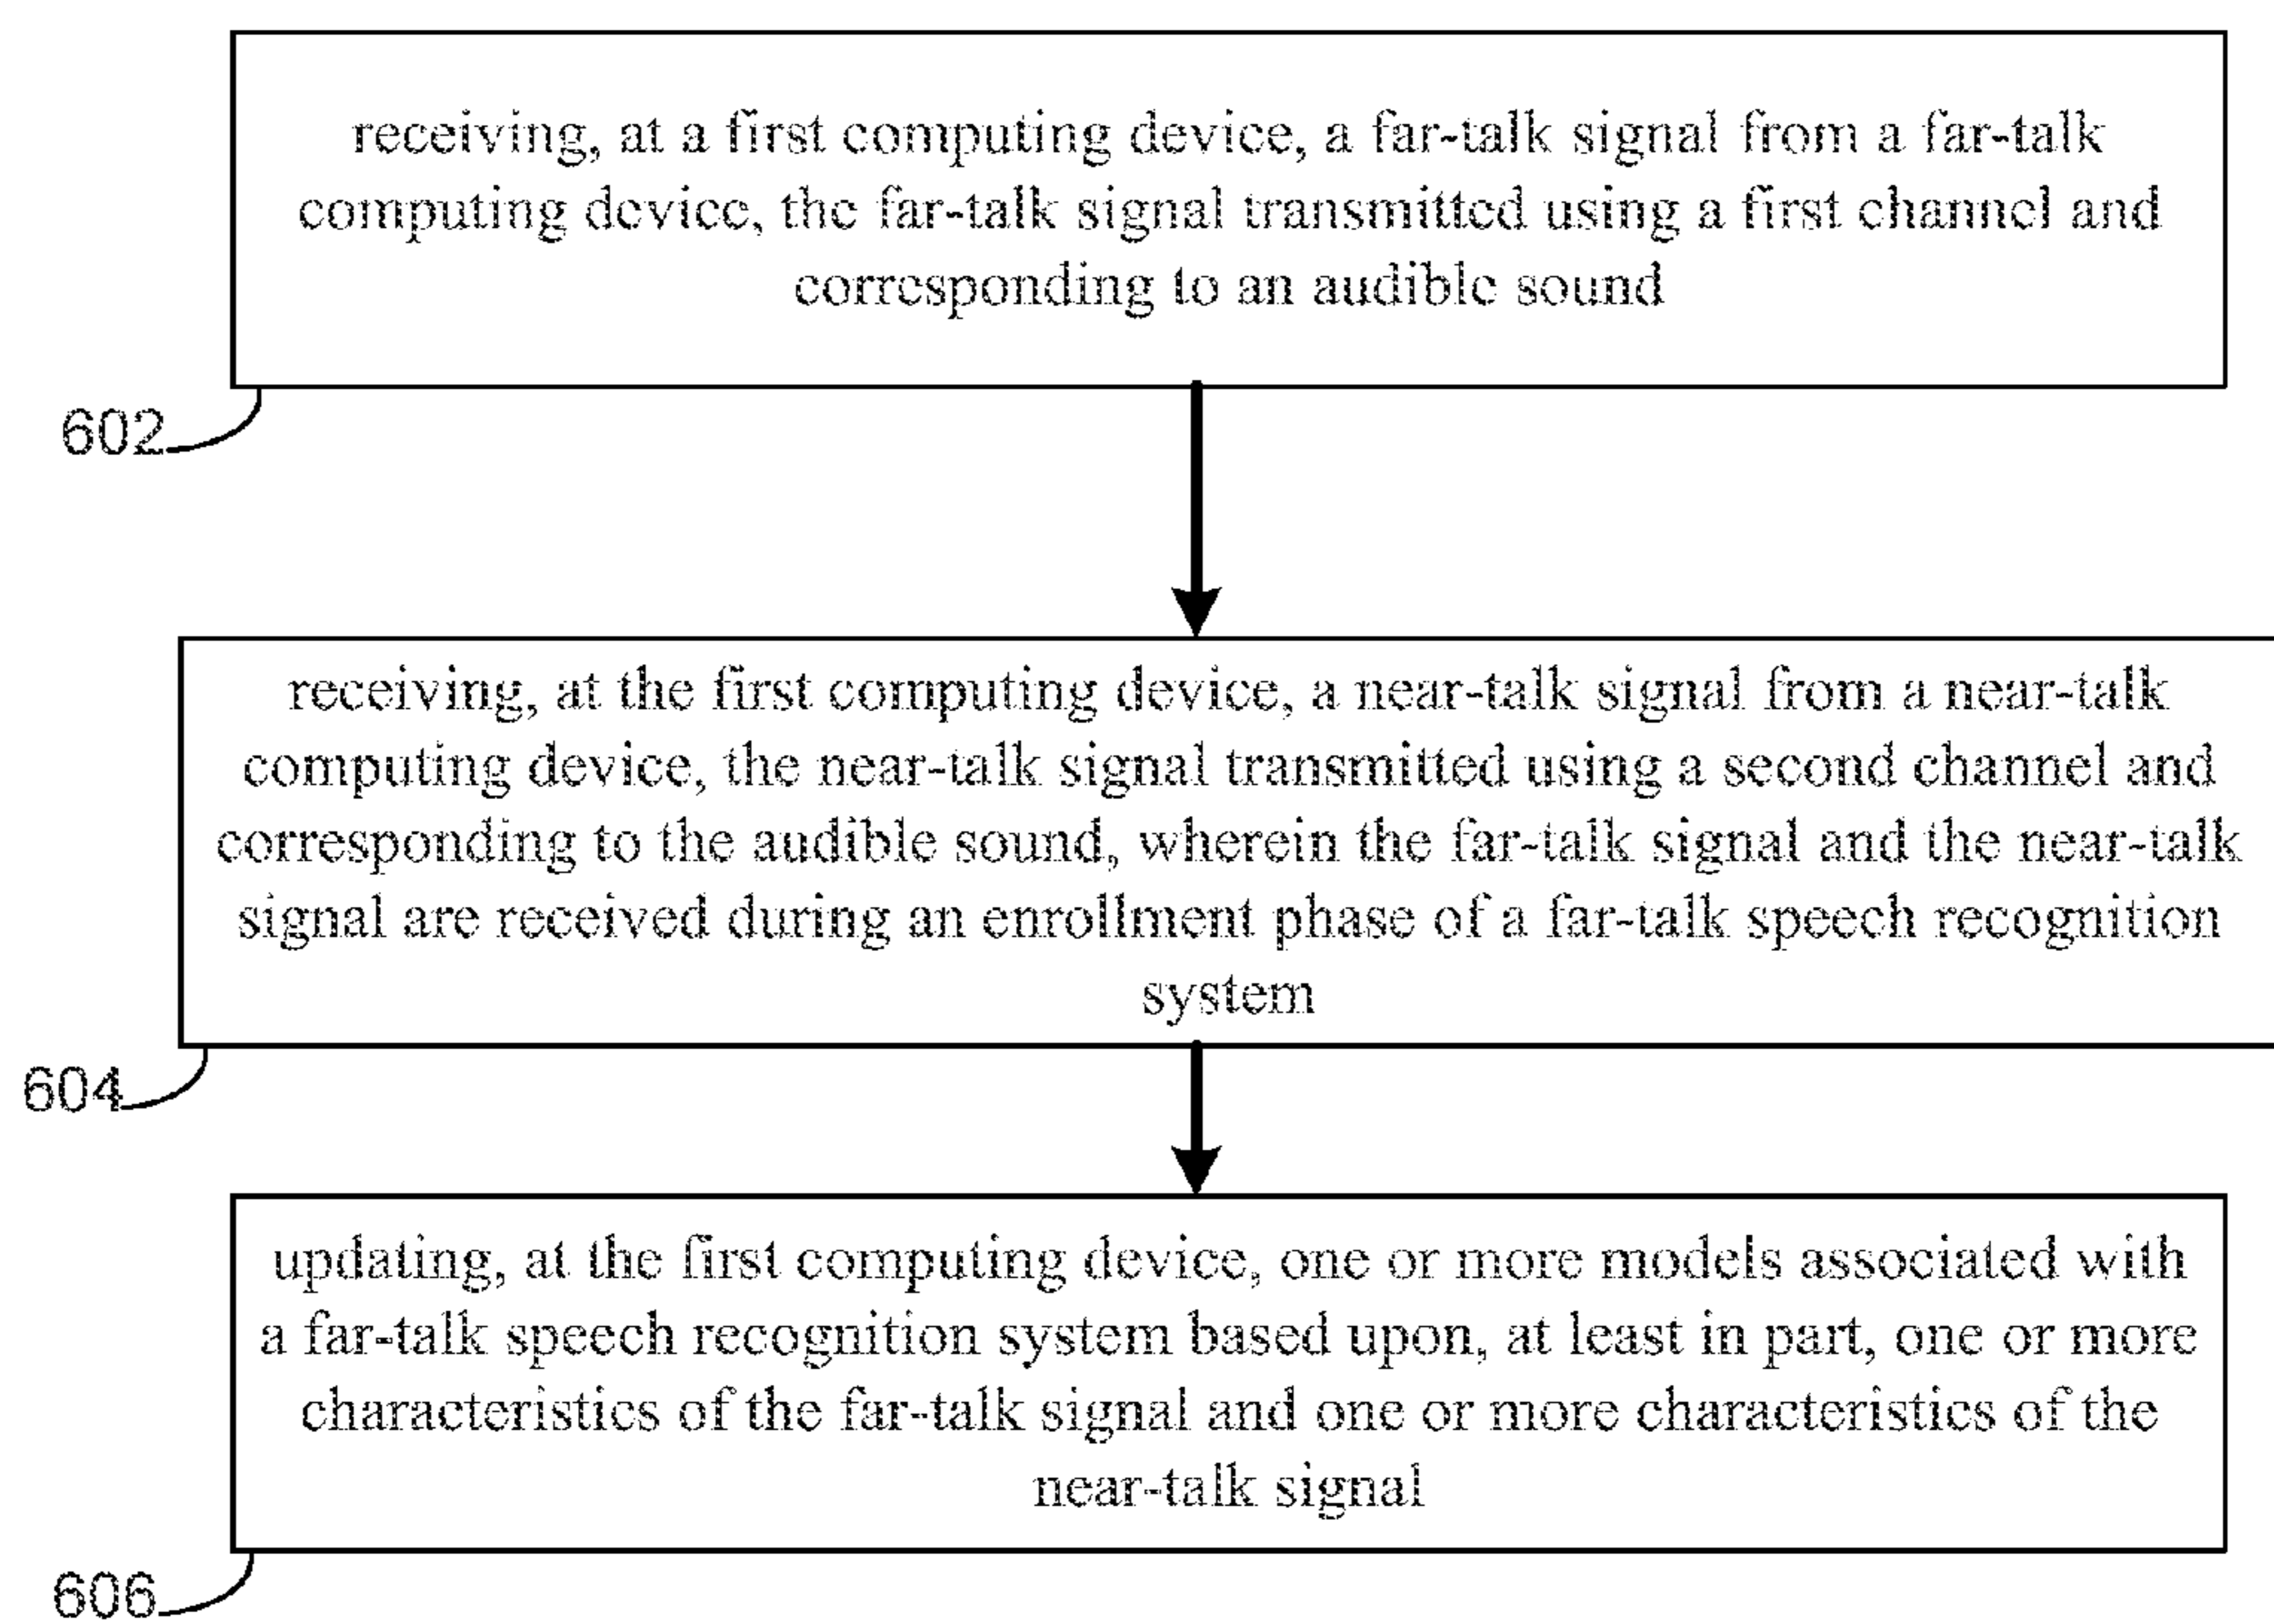 receiving, at a first computing device, a far-talk signal from a far-talk
computing device, the far-talk signal transmitted using a first channel and
corresponding to an audible sound
602
receiving, at the first computing device, a near-talk signal from a near-talk
computing device, the near-talk signal transmitted using a second channel and
corresponding to the audible sound, wherein the far-talk signal and the near-talk
signal are received during an enrollment phase of a far-talk speech recognition
system
604
updating, at the first computing device, one or more models associated with
a far-talk speech recognition system based upon, at least in part, one or more
characteristics of the far-talk signal and one or more characteristics of the
near-talk signal
606